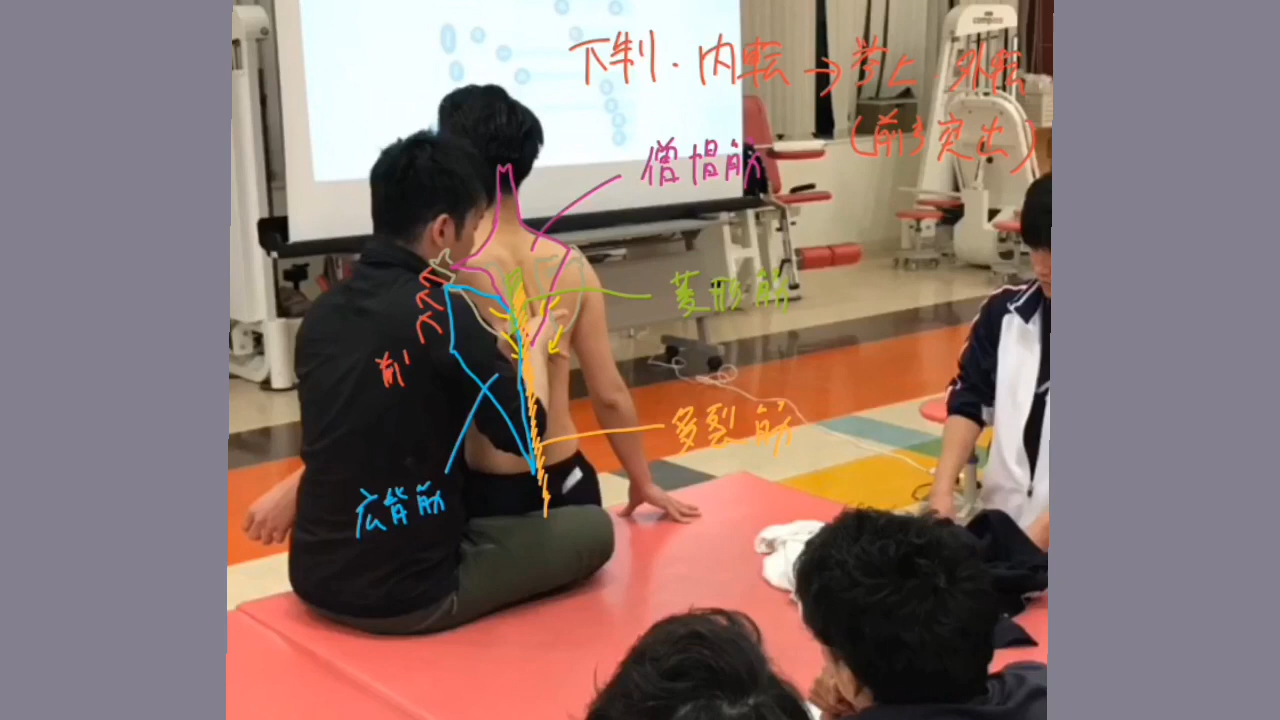 下制・内転→挙上 外転
(前方突出)
僧帽筋
菱形筋
前
多裂筋
広背筋